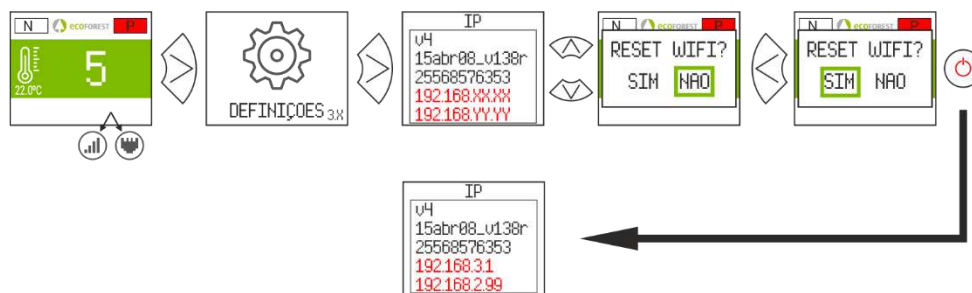 N ecoFOREST P
5
22.0ºC
DEFINIÇOES 3.X
IP
v4
15abr08_v138r
25568576353
192.168.XX.XX
192.168.YY.YY
N ecoFOREST P
RESET WIFI?
SIM NAO
N ecoFOREST P
RESET WIFI?
SIM NAO
IP
v4
15abr08_v138r
25568576353
192.168.3.1
192.168.2.99